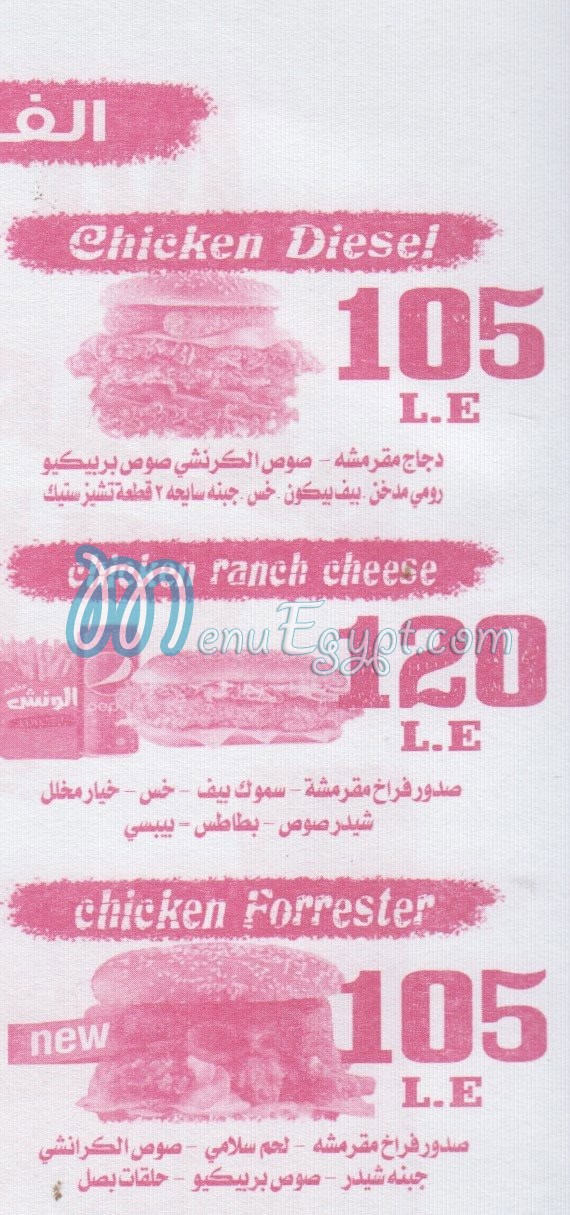 الف
Chicken Diesel
105
L.E
دجاج مقرمشه - صوص الكرنشي صوص بربيكيو
رومي مدخن . بيف بيكون . خس . جبنه سايحه ٢ قطعة تشيز ستيك
chicken ranch cheese
MenuEgypt.com
120
L.E
الونش
pepsi
صدور فراخ مقرمشة - سموك بيف - خس - خيار مخلل
شيدر صوص - بطاطس = بيبسي
chicken Forrester
new
105
L.E
صدور فراخ مقرمشه - لحم سلامي - صوص الكرانشي
جبنه شيدر - صوص بربيكيو - حلقات بصل